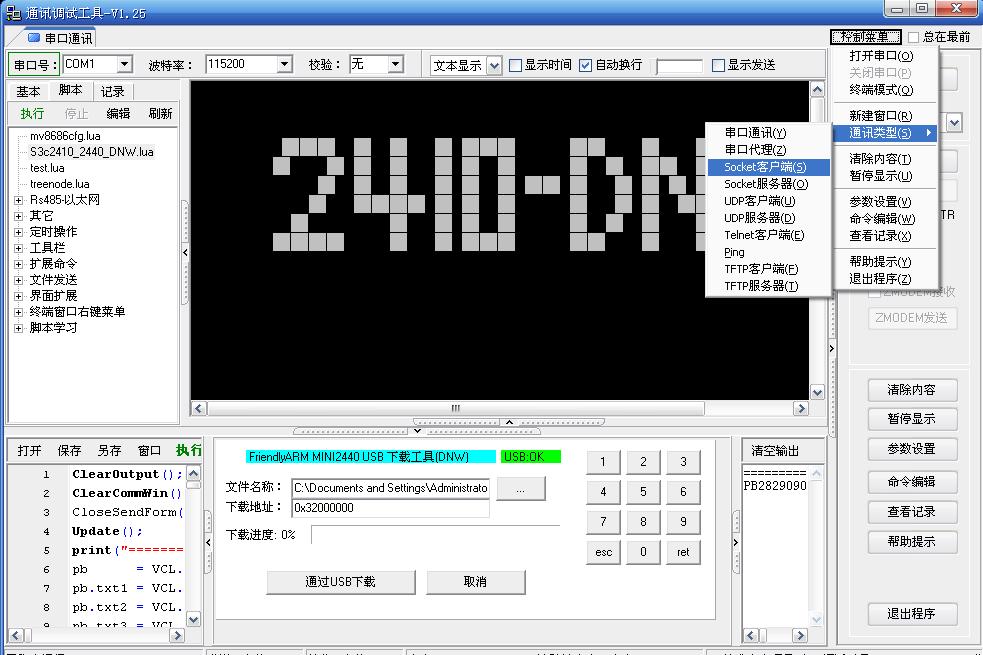 通讯调试工具-V1.25
串口通讯
控制菜单 总在最前
串口号: COM1 波特率: 115200 校验: 无 文本显示 显示时间 自动换行 显示发送
基本 脚本 记录
执行 停止 编辑 刷新
mv8686cfg.lua
S3c2410_2440_DNW.lua
test.lua
treenode.lua
Rs485-以太网
其它
定时操作
工具栏
扩展命令
文件发送
界面扩展
终端窗口右键菜单
脚本学习
2410-DN
串口通讯(Y)
串口代理(Z)
Socket客户端(S)
Socket服务器(O)
UDP客户端(U)
UDP服务器(D)
Telnet客户端(E)
Ping
TFTP客户端(F)
TFTP服务器(T)
打开串口(O)
关闭串口(P)
终端模式(Q)
新建窗口(R)
通讯类型(S)
清除内容(T)
暂停显示(U)
参数设置(V)
命令编辑(W)
查看记录(X)
帮助提示(Y)
退出程序(Z)
TR
ZMODEM接收
ZMODEM发送
清除内容
暂停显示
参数设置
命令编辑
查看记录
帮助提示
退出程序
打开 保存 另存 窗口 执行
1 ClearOutput();
2 ClearCommWin()
3 CloseSendForm(
4 Update();
5 print("=======
6 pb = VCL.
7 pb.txt1 = VCL.
8 pb.txt2 = VCL.
9 pb.txt3 = VCL.
FriendlyARM MINI2440 USB 下载工具(DNW) USB:OK
文件名称: C:\Documents and Settings\Administrato ...
下载地址: 0x32000000
下载进度: 0%
通过USB下载 取消
1 2 3
4 5 6
7 8 9
esc 0 ret
清空输出
=========
PB2829090